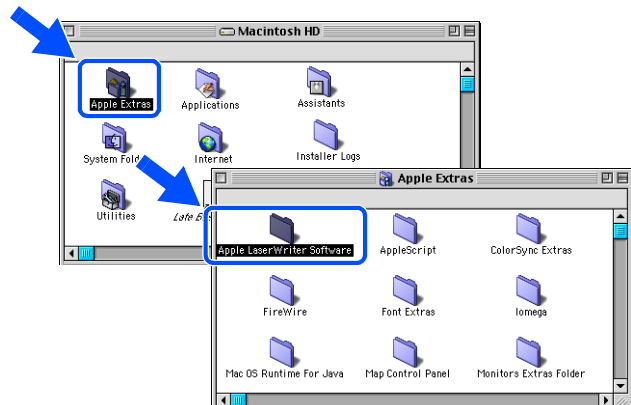 Macintosh HD
Apple Extras
Applications
Assistants
System Fold
Internet
Installer Logs
Utilities
Apple Extras
Apple LaserWriter Software
AppleScript
ColorSync Extras
FireWire
Font Extras
Iomega
Mac OS Runtime For Java
Map Control Panel
Monitors Extras Folder